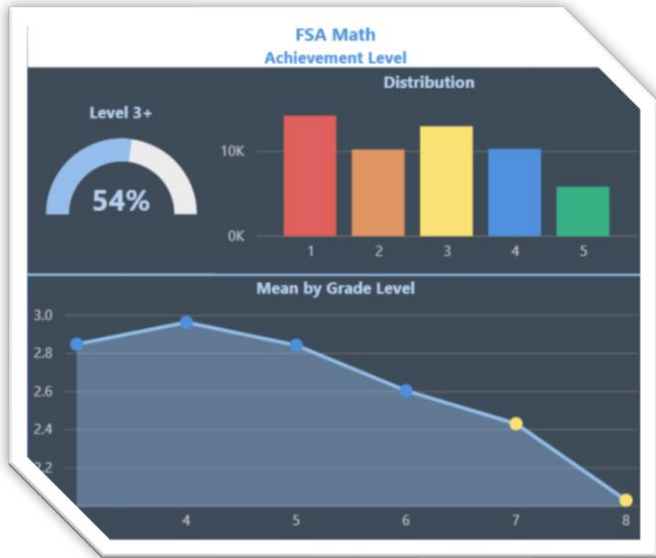 FSA Math
Achievement Level
Distribution
Level 3+
54%
10K
0K
1 2 3 4 5
Mean by Grade Level
3.0
2.8
2.6
2.4
4 5 6 7 8